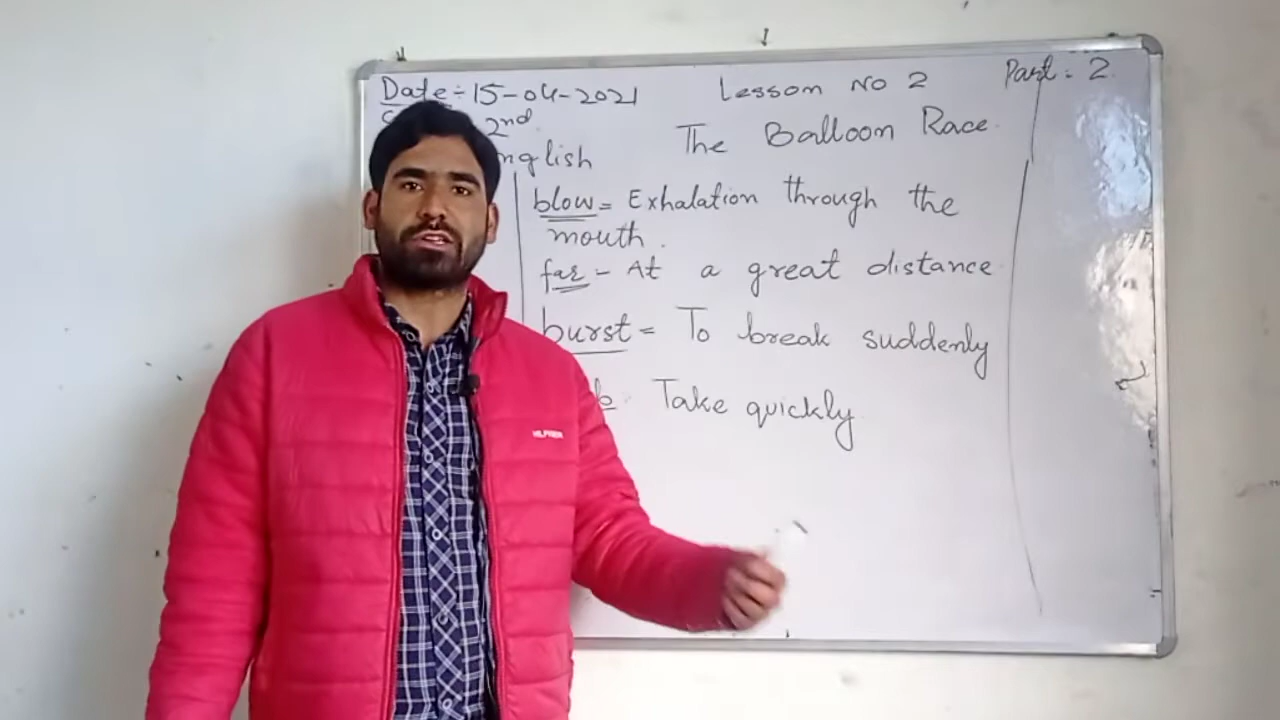 Date:- 15-04-2021
Lesson No 2
Part: 2
2nd
The Balloon Race
nglish
blow = Exhalation through the
mouth.
far - At a great distance
burst = To break suddenly
Take quickly